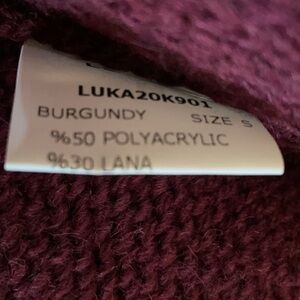 LUKA20K901
BURGUNDY SIZE S
%50 POLYACRYLIC
%30 LANA